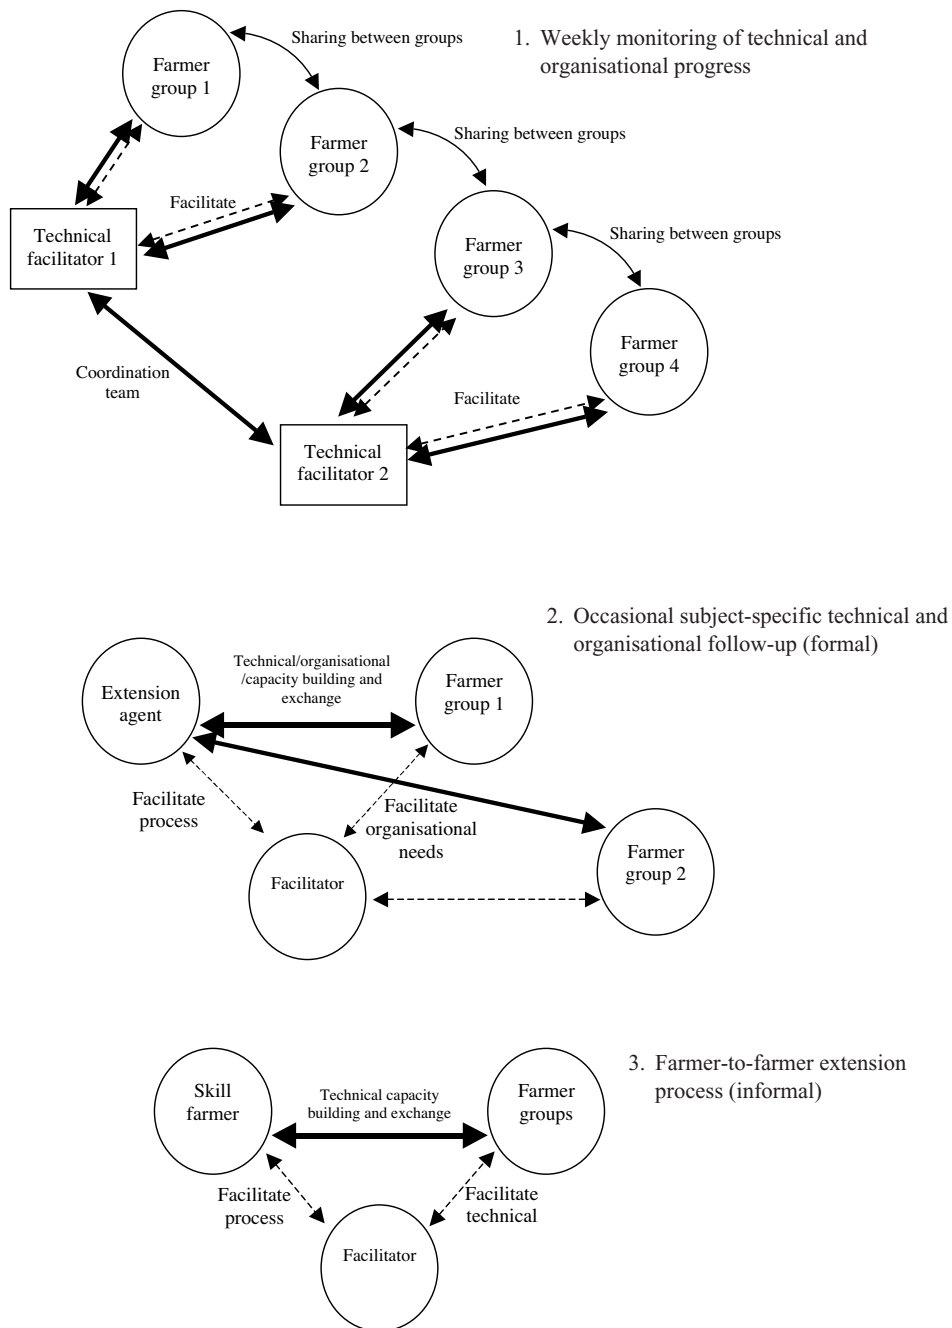 1. Weekly monitoring of technical and
organisational progress
Farmer
group 1
Sharing between groups
Farmer
group 2
Sharing between groups
Farmer
group 3
Sharing between groups
Farmer
group 4
Technical
facilitator 1
Facilitate
Coordination
team
Technical
facilitator 2
Facilitate
2. Occasional subject-specific technical and
organisational follow-up (formal)
Extension
agent
Technical/organisational
/capacity building and
exchange
Farmer
group 1
Facilitate
process
Facilitate
organisational
needs
Facilitator
Farmer
group 2
3. Farmer-to-farmer extension
process (informal)
Skill
farmer
Technical capacity
building and exchange
Farmer
groups
Facilitate
process
Facilitate
technical
Facilitator